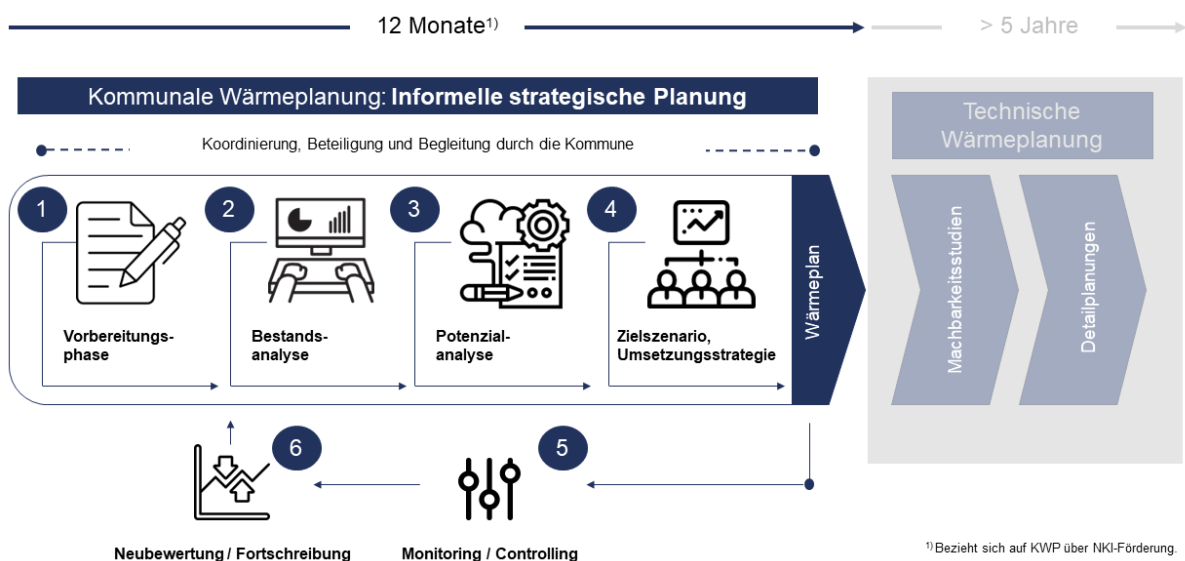 12 Monate1)
> 5 Jahre
Kommunale Wärmeplanung: Informelle strategische Planung
Technische
Wärmeplanung
Koordinierung, Beteiligung und Begleitung durch die Kommune
1
2
3
4
Vorbereitungs-
phase
Bestands-
analyse
Potenzial-
analyse
Zielszenario,
Umsetzungsstrategie
Wärmeplan
Machbarkeitsstudien
Detailplanungen
6
5
Neubewertung / Fortschreibung
Monitoring / Controlling
1) Bezieht sich auf KWP über NKI-Förderung.